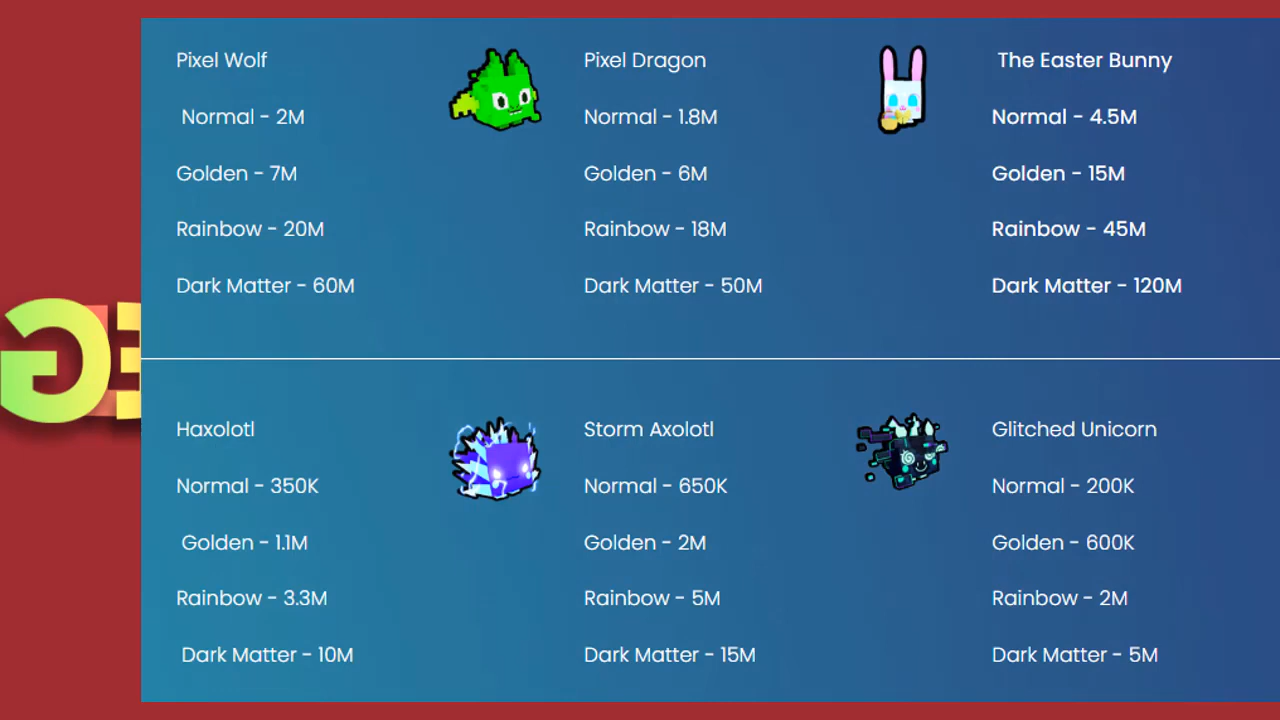 Pixel Wolf
Normal - 2M
Golden - 7M
Rainbow - 20M
Dark Matter - 60M
Pixel Dragon
Normal - 1.8M
Golden - 6M
Rainbow - 18M
Dark Matter - 50M
The Easter Bunny
Normal - 4.5M
Golden - 15M
Rainbow - 45M
Dark Matter - 120M
Haxolotl
Normal - 350K
Golden - 1.1M
Rainbow - 3.3M
Dark Matter - 10M
Storm Axolotl
Normal - 650K
Golden - 2M
Rainbow - 5M
Dark Matter - 15M
Glitched Unicorn
Normal - 200K
Golden - 600K
Rainbow - 2M
Dark Matter - 5M